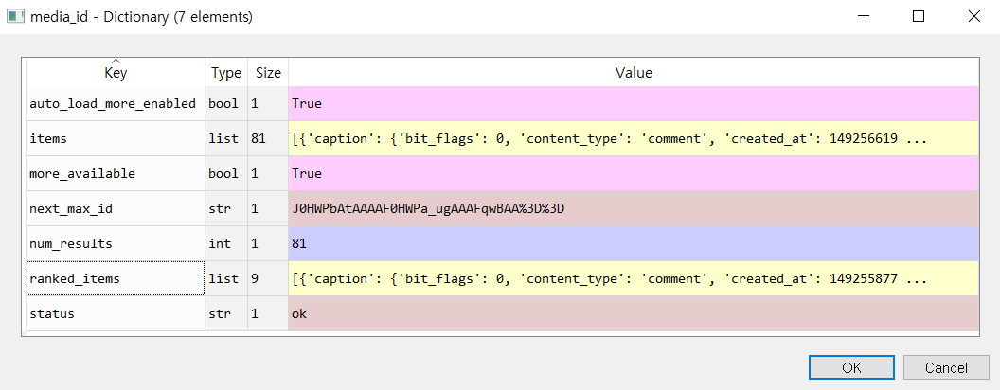 media_id - Dictionary (7 elements)
Key Type Size Value
auto_load_more_enabled bool 1 True
items list 81 [{'caption': {'bit_flags': 0, 'content_type': 'comment', 'created_at': 149256619 ...
more_available bool 1 True
next_max_id str 1 J0HWPbAtAAAAF0HWPa_ugAAAFqwBAA%3D%3D
num_results int 1 81
ranked_items list 9 [{'caption': {'bit_flags': 0, 'content_type': 'comment', 'created_at': 149255877 ...
status str 1 ok
OK Cancel